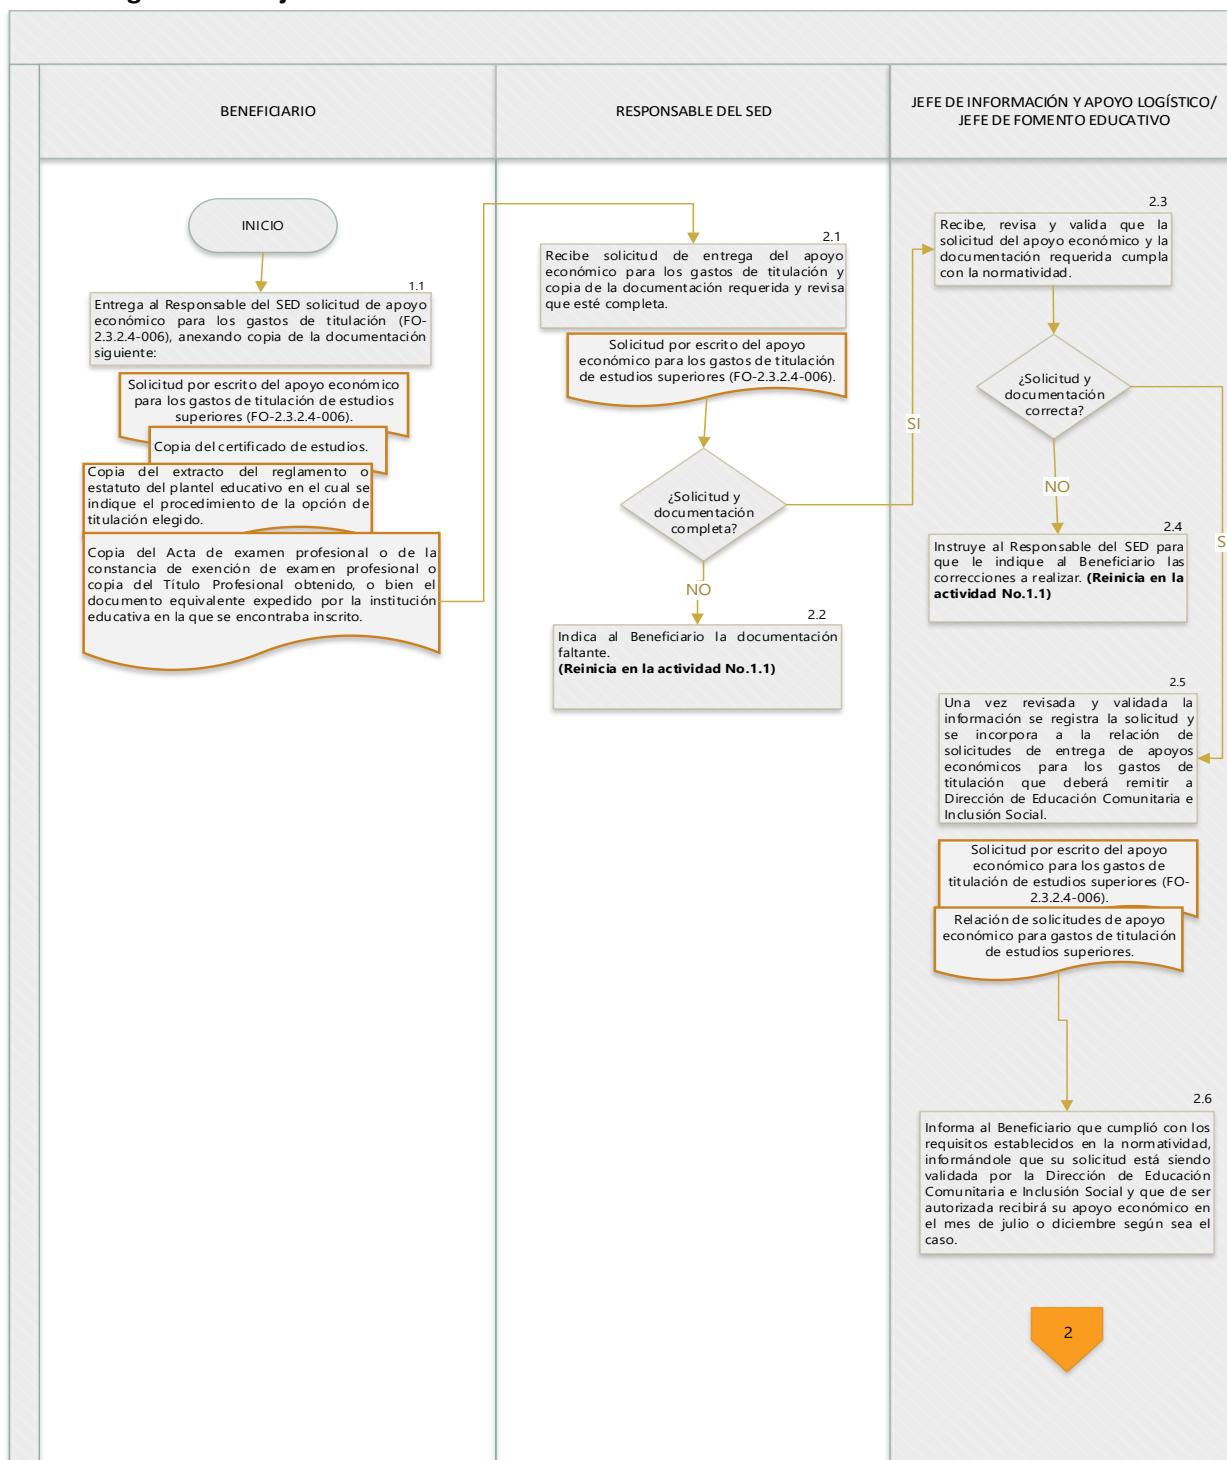 BENEFICIARIO
RESPONSABLE DEL SED
JEFE DE INFORMACIÓN Y APOYO LOGÍSTICO/
JEFE DE FOMENTO EDUCATIVO
INICIO
1.1
Entrega al Responsable del SED solicitud de apoyo
económico para los gastos de titulación (FO-
2.3.2.4-006), anexando copia de la documentación
siguiente:
Solicitud por escrito del apoyo económico
para los gastos de titulación de estudios
superiores (FO-2.3.2.4-006).
Copia del certificado de estudios.
Copia del extracto del reglamento o
estatuto del plantel educativo en el cual se
indique el procedimiento de la opción de
titulación elegido.
Copia del Acta de examen profesional o de la
constancia de exención de examen profesional o
copia del Título Profesional obtenido, o bien el
documento equivalente expedido por la institución
educativa en la que se encontraba inscrito.
2.1
Recibe solicitud de entrega del apoyo
económico para los gastos de titulación y
copia de la documentación requerida y revisa
que esté completa.
Solicitud por escrito del apoyo
económico para los gastos de titulación
de estudios superiores (FO-2.3.2.4-006).
¿Solicitud y
documentación
completa?
SI
NO
2.2
Indica al Beneficiario la documentación
faltante.
(Reinicia en la actividad No.1.1)
2.3
Recibe, revisa y valida que la
solicitud del apoyo económico y la
documentación requerida cumpla
con la normatividad.
¿Solicitud y
documentación
correcta?
NO
S
2.4
Instruye al Responsable del SED para
que le indique al Beneficiario las
correcciones a realizar. (Reinicia en la
actividad No.1.1)
2.5
Una vez revisada y validada la
información se registra la solicitud y
se incorpora a la relación de
solicitudes de entrega de apoyos
económicos para los gastos de
titulación que deberá remitir a
Dirección de Educación Comunitaria e
Inclusión Social.
Solicitud por escrito del apoyo
económico para los gastos de
titulación de estudios superiores (FO-
2.3.2.4-006).
Relación de solicitudes de apoyo
económico para gastos de titulación
de estudios superiores.
2.6
Informa al Beneficiario que cumplió con los
requisitos establecidos en la normatividad,
informándole que su solicitud está siendo
validada por la Dirección de Educación
Comunitaria e Inclusión Social y que de ser
autorizada recibirá su apoyo económico en
el mes de julio o diciembre según sea el
caso.
2